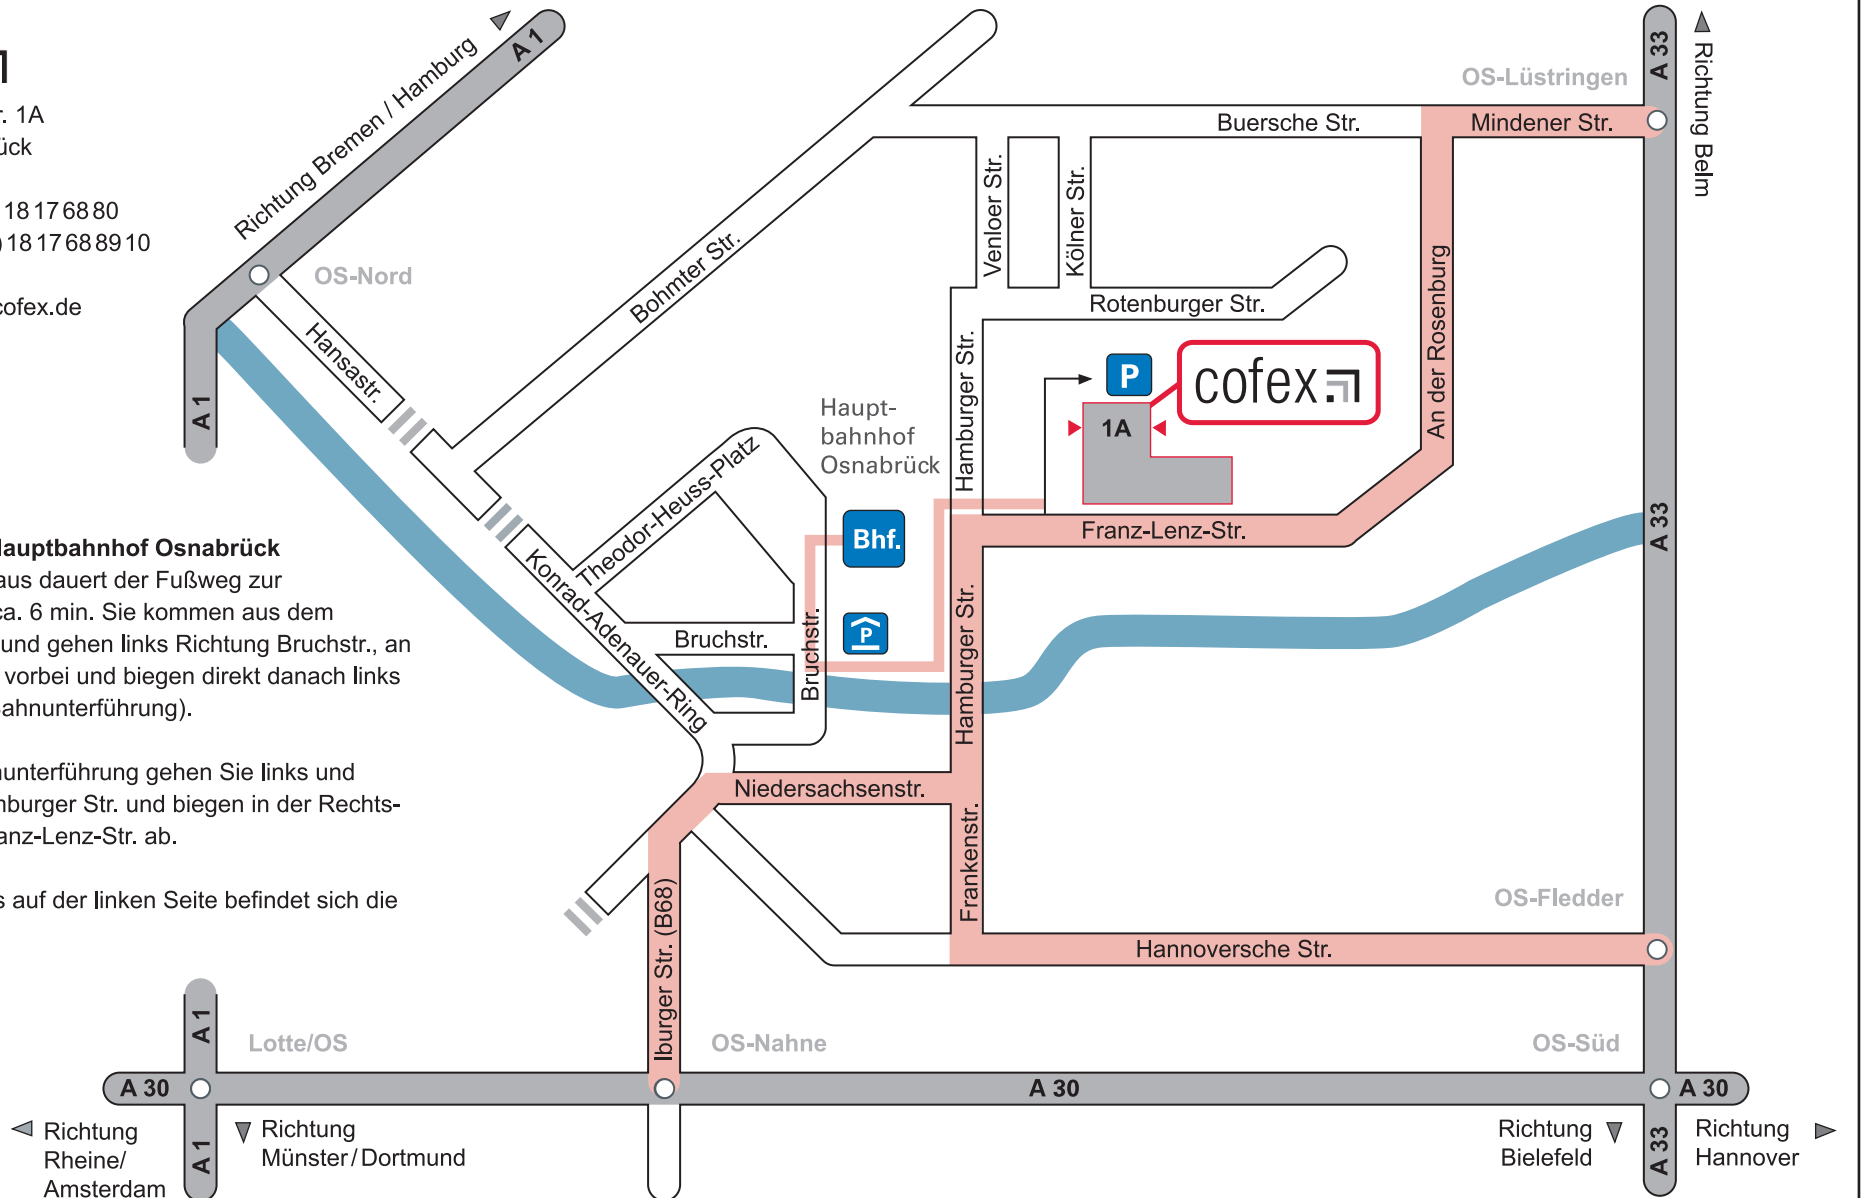 r. 1A
ück
18 17 68 80
) 18 17 68 89 10
cofex.de
Hauptbahnhof Osnabrück
aus dauert der Fußweg zur
ca. 6 min. Sie kommen aus dem
und gehen links Richtung Bruchstr., an
vorbei und biegen direkt danach links
Bahnunterführung).
nunterführung gehen Sie links und
nburger Str. und biegen in der Rechts-
anz-Lenz-Str. ab.
s auf der linken Seite befindet sich die
A 1
Richtung Bremen / Hamburg
OS-Nord
A 1
Hansastr.
Bohmter Str.
Theodor-Heuss-Platz
Konrad-Adenauer-Ring
Bruchstr.
Bruchstr.
Haupt-
bahnhof
Osnabrück
Bhf.
P
Buersche Str.
Mindener Str.
OS-Lüstringen
A 33
Richtung Belm
Venloer Str.
Kölner Str.
Rotenburger Str.
Hamburger Str.
An der Rosenburg
P
cofex
1A
Franz-Lenz-Str.
A 33
Hamburger Str.
Hamburger Str.
Niedersachsenstr.
Frankenstr.
Iburger Str. (B68)
Hannoversche Str.
OS-Fledder
A 1
Lotte/OS
OS-Nahne
OS-Süd
A 30
A 30
A 30
A 1
A 33
Richtung
Rheine/
Amsterdam
Richtung
Münster / Dortmund
Richtung
Bielefeld
Richtung
Hannover